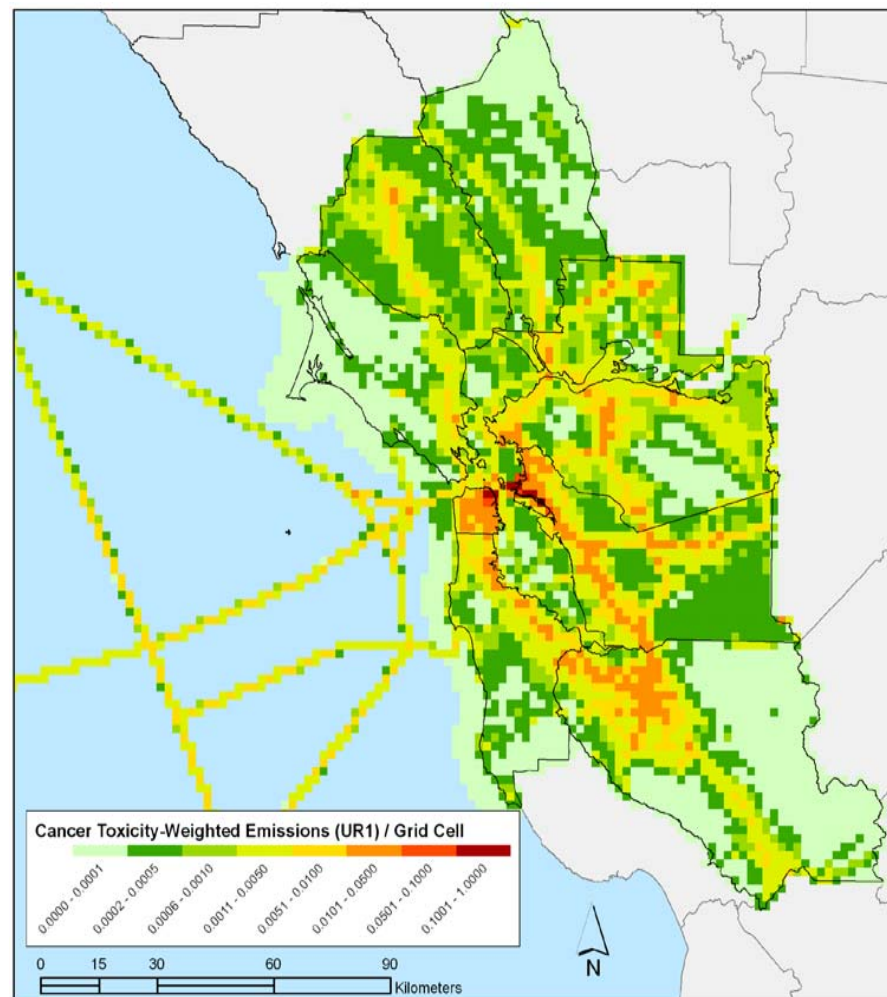 Cancer Toxicity-Weighted Emissions (UR1) / Grid Cell
0.0000 - 0.0001
0.0002 - 0.0005
0.0006 - 0.0010
0.0011 - 0.0050
0.0051 - 0.0100
0.0101 - 0.0500
0.0501 - 0.1000
0.1001 - 1.0000
0 15 30 60 90
Kilometers
N